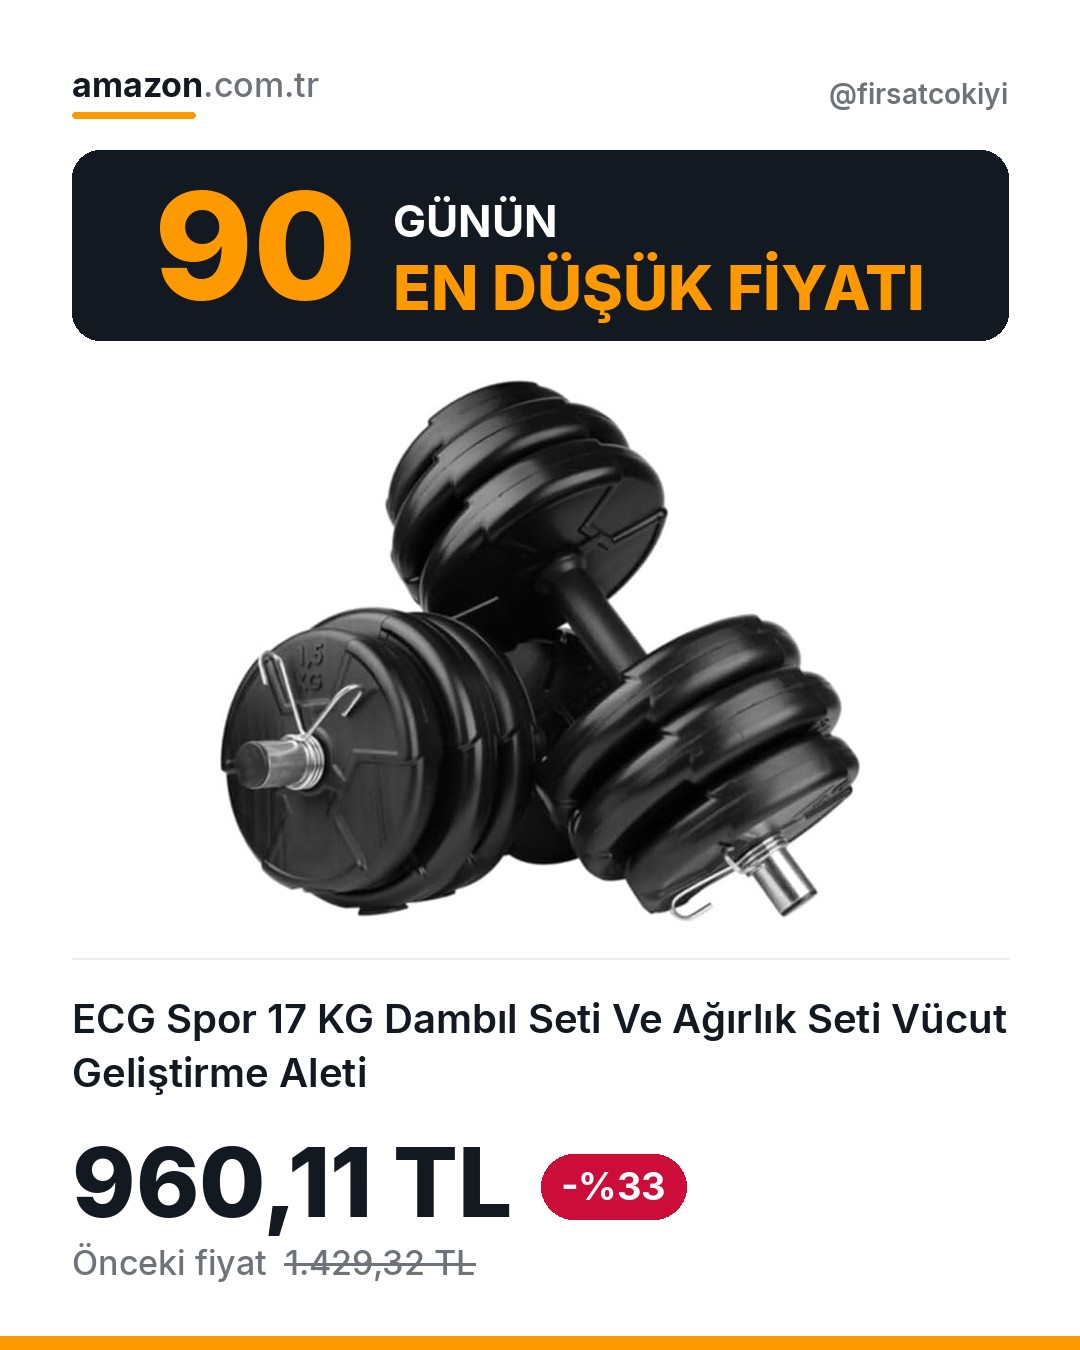 amazon.com.tr
@firsatcokiyi
90 GÜNÜN
EN DÜŞÜK FİYATI
1,5
KG
ECG Spor 17 KG Dambıl Seti Ve Ağırlık Seti Vücut
Geliştirme Aleti
960,11 TL -%33
Önceki fiyat 1.429,32 TL